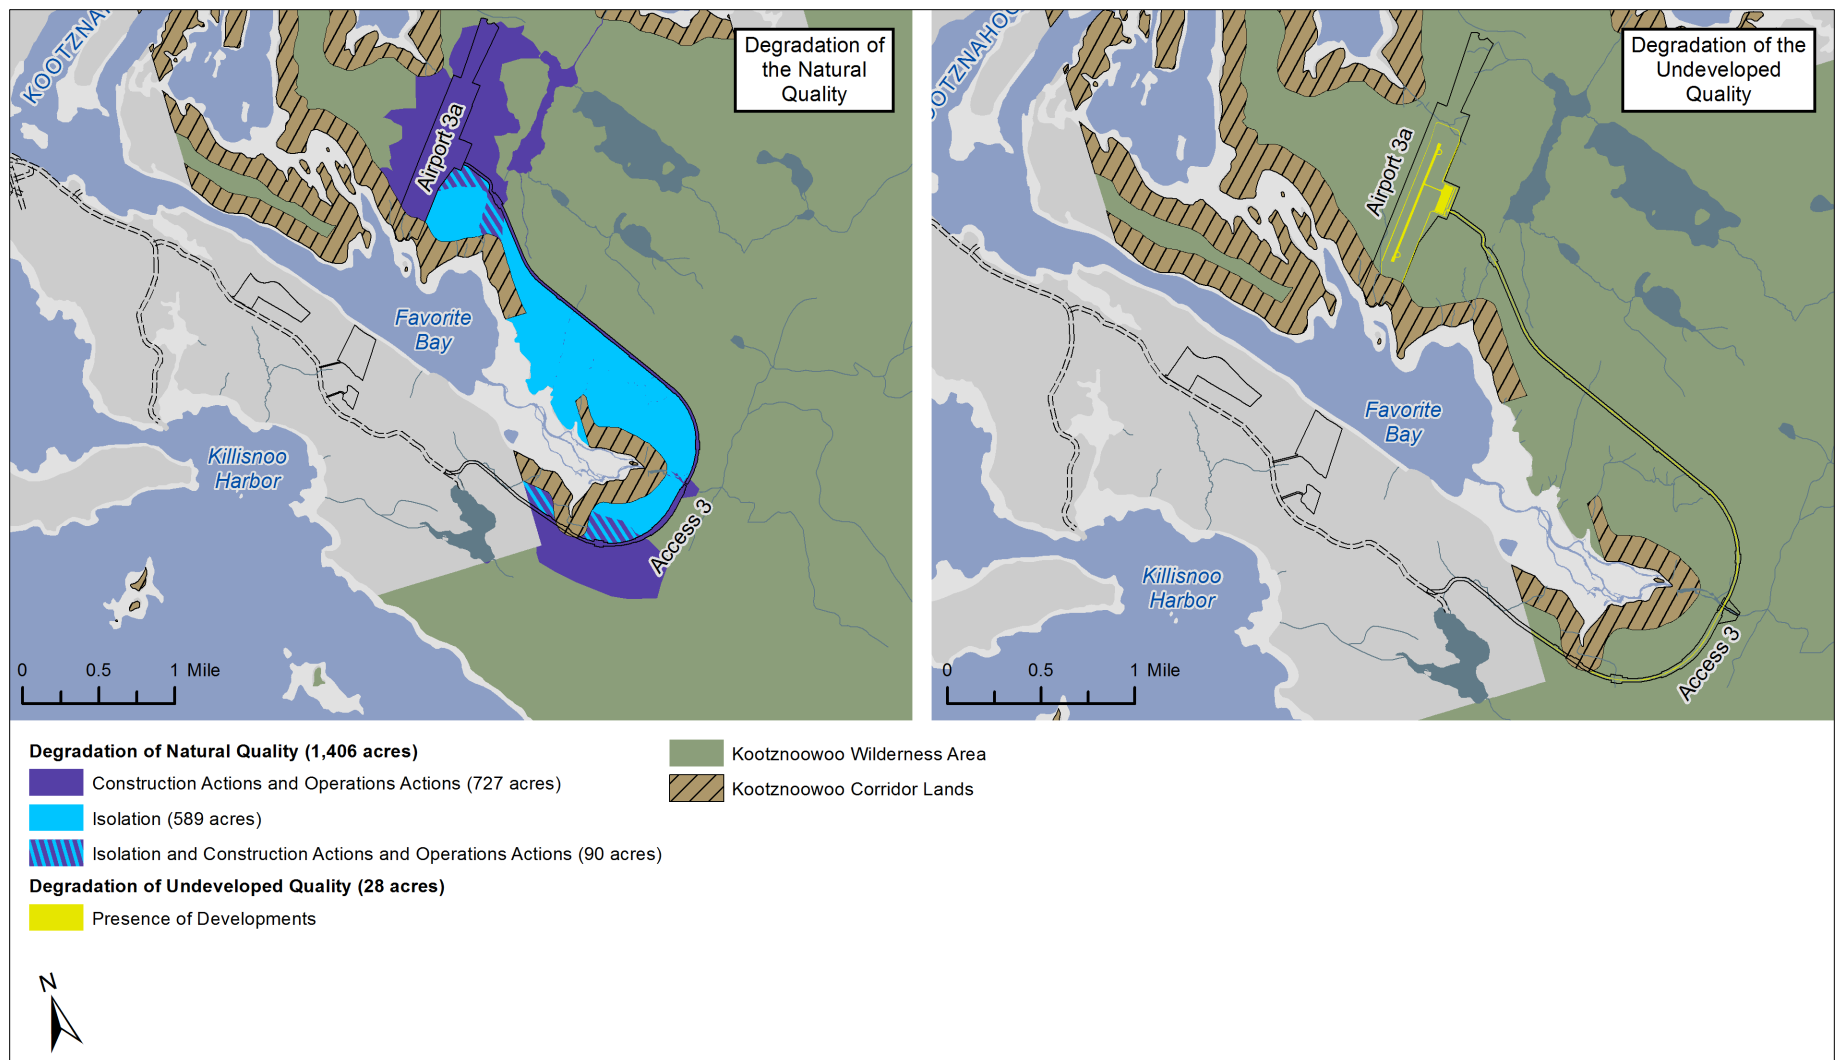 KOOTZNAH
Degradation of
the Natural
Quality
Airport 3a
Favorite
Bay
Killisnoo
Harbor
Access 3
0 0.5 1 Mile
OOTZNAHOO
Degradation of the
Undeveloped
Quality
Airport 3a
Favorite
Bay
Killisnoo
Harbor
Access 3
0 0.5 1 Mile
Degradation of Natural Quality (1,406 acres)
Construction Actions and Operations Actions (727 acres)
Isolation (589 acres)
Isolation and Construction Actions and Operations Actions (90 acres)
Degradation of Undeveloped Quality (28 acres)
Presence of Developments
Kootznoowoo Wilderness Area
Kootznoowoo Corridor Lands
N